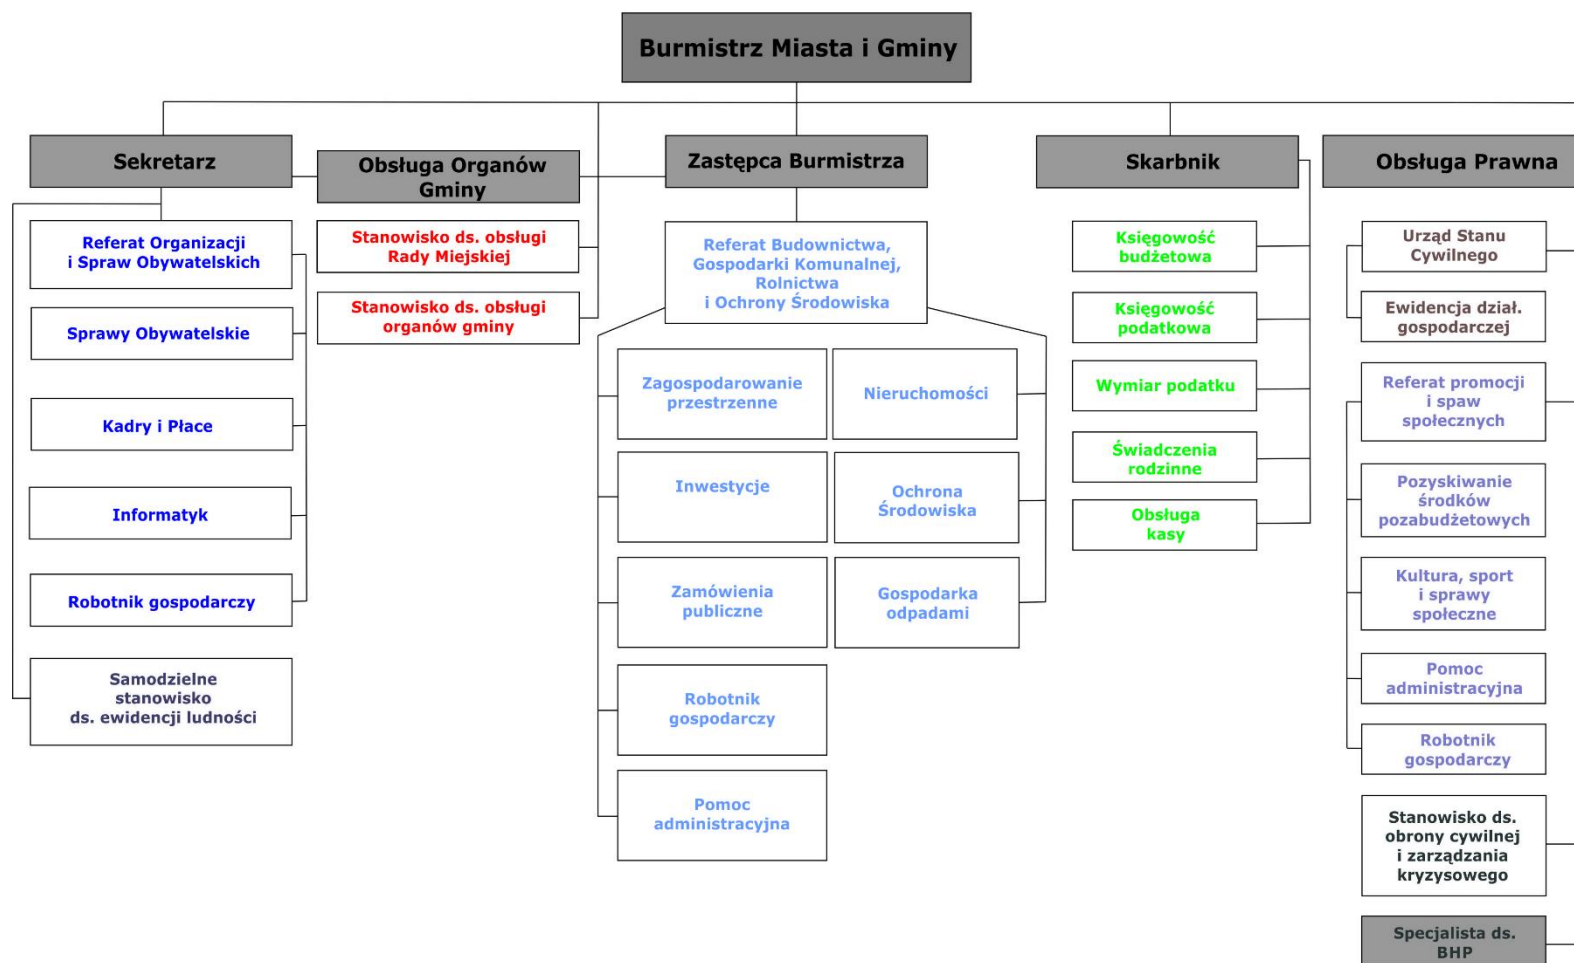 Burmistrz Miasta i Gminy
Sekretarz
Obsługa Organów
Gminy
Zastępca Burmistrza
Skarbnik
Obsługa Prawna
Referat Organizacji
i Spraw Obywatelskich
Sprawy Obywatelskie
Kadry i Płace
Informatyk
Robotnik gospodarczy
Samodzielne
stanowisko
ds. ewidencji ludności
Stanowisko ds. obsługi
Rady Miejskiej
Stanowisko ds. obsługi
organów gminy
Referat Budownictwa,
Gospodarki Komunalnej,
Rolnictwa
i Ochrony Środowiska
Zagospodarowanie
przestrzenne
Inwestycje
Zamówienia
publiczne
Robotnik
gospodarczy
Pomoc
administracyjna
Nieruchomości
Ochrona
Środowiska
Gospodarka
odpadami
Księgowość
budżetowa
Księgowość
podatkowa
Wymiar podatku
Świadczenia
rodzinne
Obsługa
kasy
Urząd Stanu
Cywilnego
Ewidencja dział.
gospodarczej
Referat promocji
i spaw
społecznych
Pozyskiwanie
środków
pozabudżetowych
Kultura, sport
i sprawy
społeczne
Pomoc
administracyjna
Robotnik
gospodarczy
Stanowisko ds.
obrony cywilnej
i zarządzania
kryzysowego
Specjalista ds.
BHP